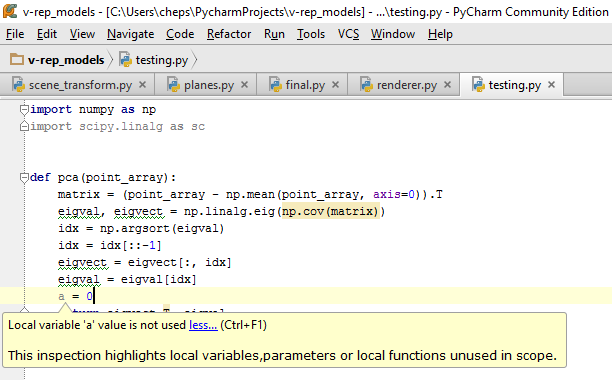 v-rep_models - [C:\Users\cheps\PycharmProjects\v-rep_models] - ...\testing.py - PyCharm Community Edition
File Edit View Navigate Code Refactor Run Tools VCS Window Help
v-rep_models testing.py
scene_transform.py planes.py final.py renderer.py testing.py
import numpy as np
import scipy.linalg as sc
def pca(point_array):
matrix = (point_array - np.mean(point_array, axis=0)).T
eigval, eigvect = np.linalg.eig(np.cov(matrix))
idx = np.argsort(eigval)
idx = idx[::-1]
eigvect = eigvect[:, idx]
eigval = eigval[idx]
a = 0
Local variable 'a' value is not used less... (Ctrl+F1)
This inspection highlights local variables,parameters or local functions unused in scope.